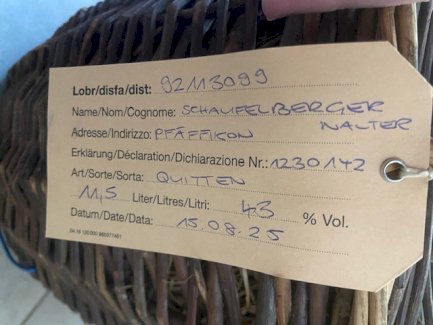 Lobr/disfa/dist: 92113099
Name/Nom/Cognome: SCHAUFELBERGER
WALTER
Adresse/Indirizzo: PFÄFFIKON
Erklärung/Déclaration/Dichiarazione Nr.: 1230142
Art/Sorte/Sorta: QUITTEN
11,5 Liter/Litres/Litri: 43 % Vol.
Datum/Date/Data: 15.08.25